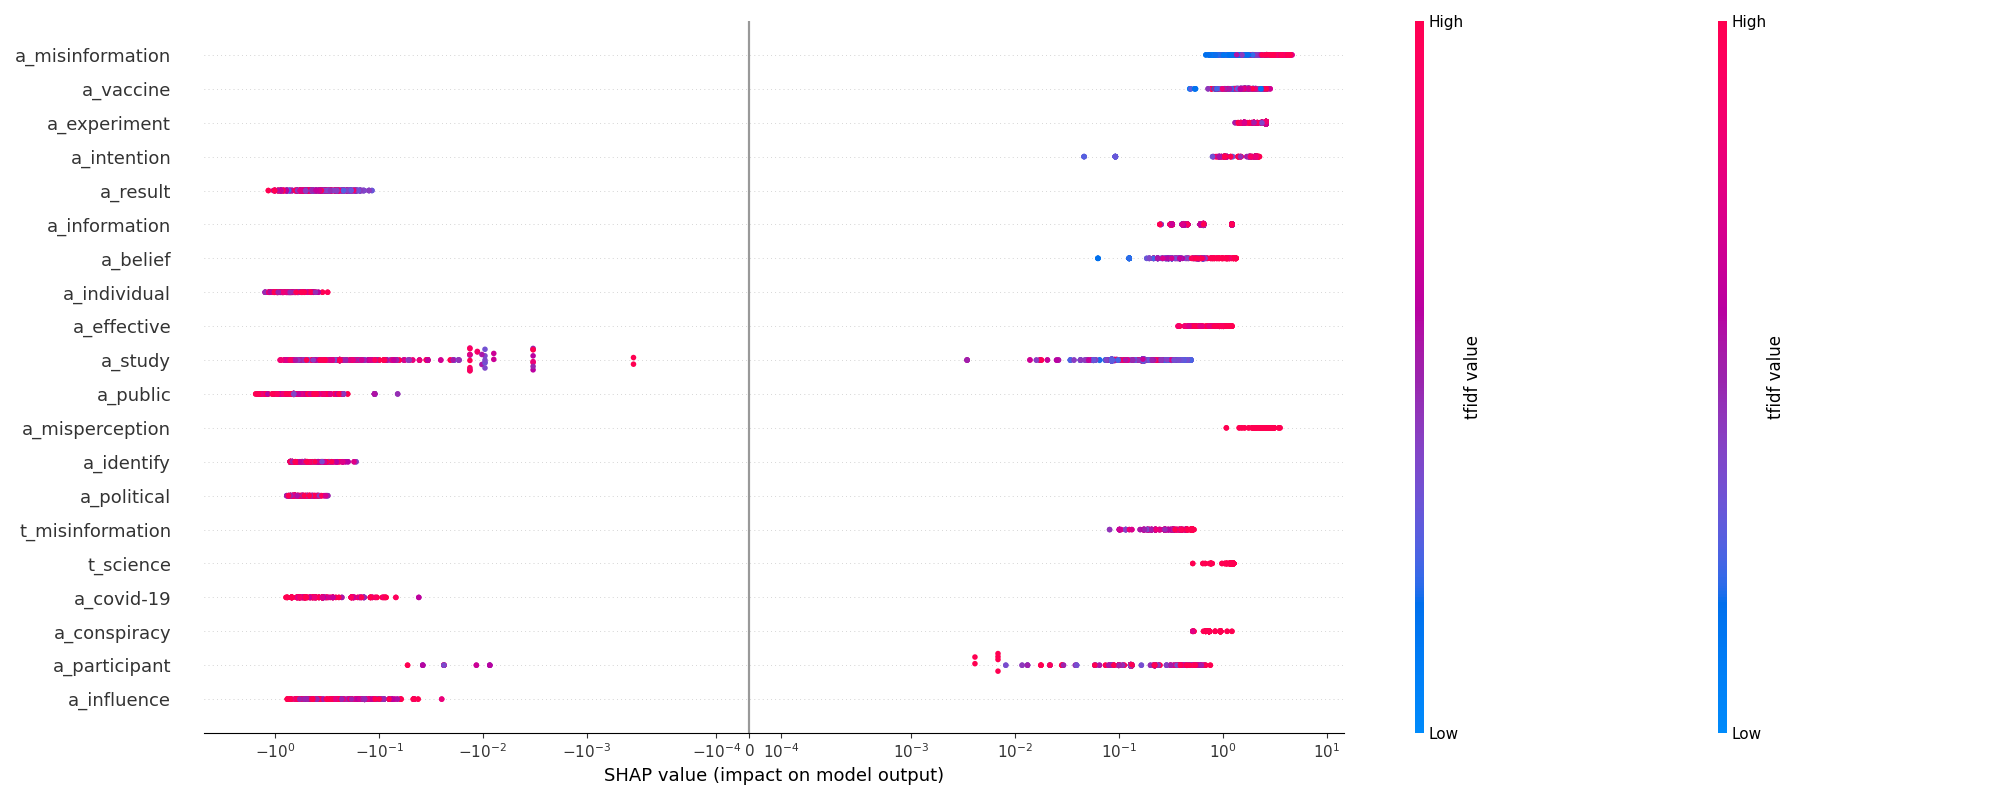 High
High
a_misinformation
a_vaccine
a_experiment
a_intention
a_result
a_information
a_belief
a_individual
a_effective
a_study
a_public
a_misperception
a_identify
a_political
t_misinformation
t_science
a_covid-19
a_conspiracy
a_participant
a_influence
tfidf value
tfidf value
Low
Low
−10⁰ −10⁻¹ −10⁻² −10⁻³ −10⁻⁴ 0 10⁻⁴ 10⁻³ 10⁻² 10⁻¹ 10⁰ 10¹
SHAP value (impact on model output)